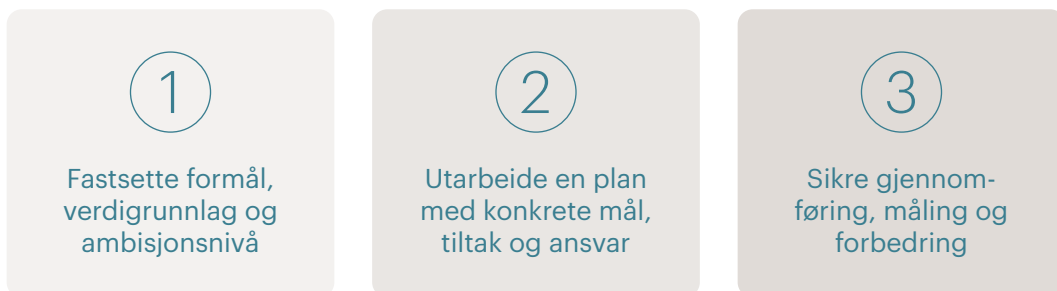 1
Fastsette formål,
verdigrunnlag og
ambisjonsnivå
2
Utarbeide en plan
med konkrete mål,
tiltak og ansvar
3
Sikre gjennom-
føring, måling og
forbedring